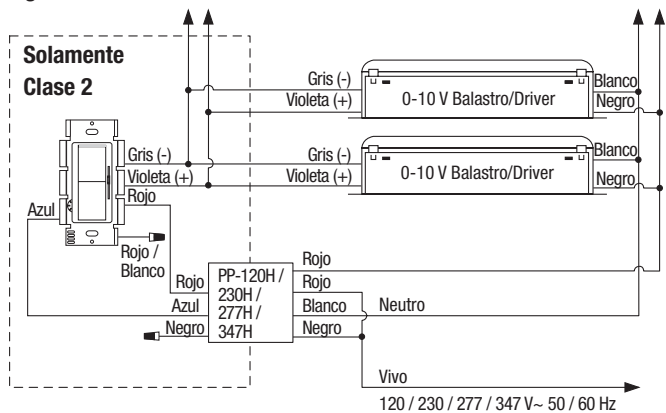 Solamente
Clase 2
Gris (-)
Violeta (+)
0-10 V Balastro/Driver
Blanco
Negro
Gris (-)
Violeta (+)
Gris (-)
Violeta (+)
0-10 V Balastro/Driver
Blanco
Negro
Rojo
Azul
Rojo /
Blanco
Rojo
Azul
Negro
PP-120H /
230H /
277H /
347H
Rojo
Rojo
Blanco
Neutro
Negro
Vivo
120 / 230 / 277 / 347 V~ 50 / 60 Hz